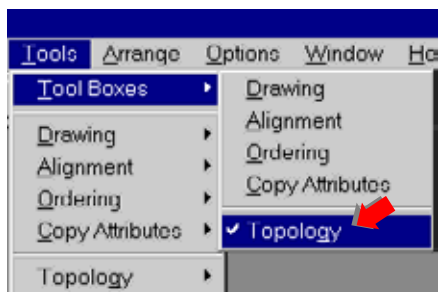 Tools Arrange Options Window He
Tool Boxes
Drawing
Alignment
Ordering
Copy Attributes
Topology
Drawing
Alignment
Ordering
Copy Attributes
Topology